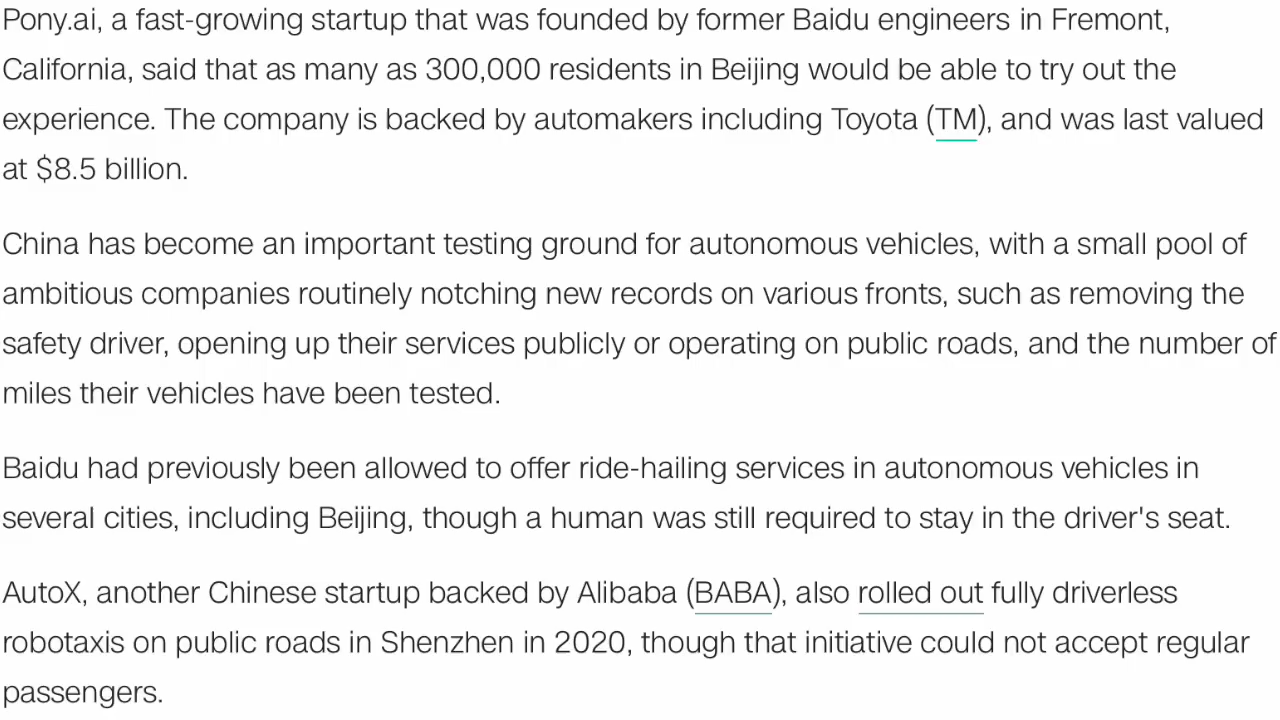 Pony.ai, a fast-growing startup that was founded by former Baidu engineers in Fremont,
California, said that as many as 300,000 residents in Beijing would be able to try out the
experience. The company is backed by automakers including Toyota (TM), and was last valued
at $8.5 billion.
China has become an important testing ground for autonomous vehicles, with a small pool of
ambitious companies routinely notching new records on various fronts, such as removing the
safety driver, opening up their services publicly or operating on public roads, and the number of
miles their vehicles have been tested.
Baidu had previously been allowed to offer ride-hailing services in autonomous vehicles in
several cities, including Beijing, though a human was still required to stay in the driver's seat.
AutoX, another Chinese startup backed by Alibaba (BABA), also rolled out fully driverless
robotaxis on public roads in Shenzhen in 2020, though that initiative could not accept regular
passengers.